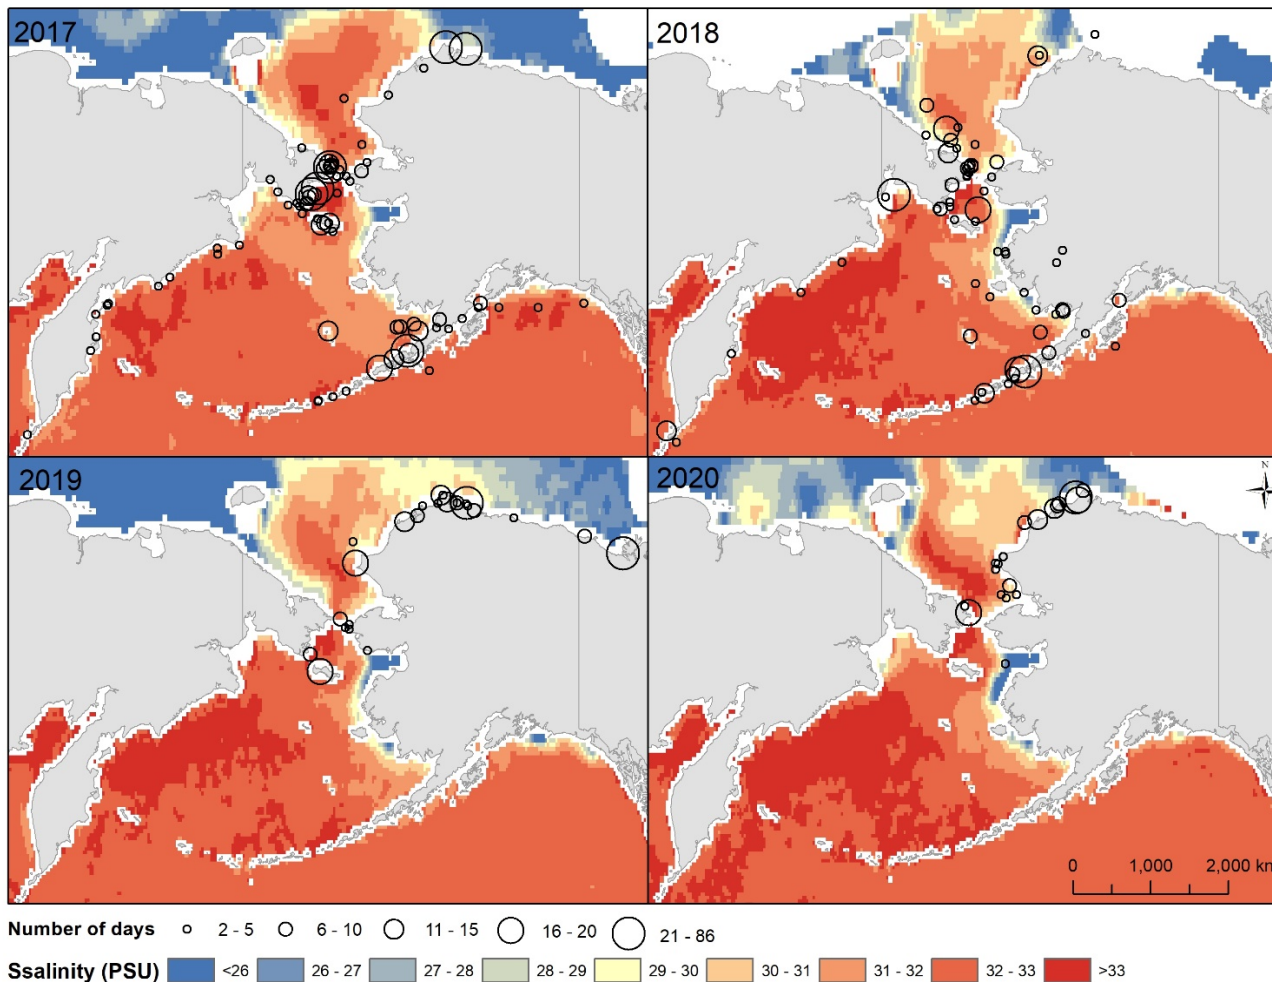 2017
2018
2019
2020
N
0 1,000 2,000 km
Number of days 2 - 5 6 - 10 11 - 15 16 - 20 21 - 86
Ssalinity (PSU) <26 26 - 27 27 - 28 28 - 29 29 - 30 30 - 31 31 - 32 32 - 33 >33